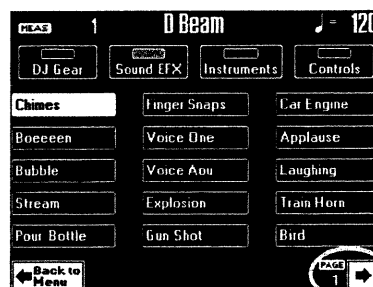 MEAS 1 D Beam ♩= 120
DJ Gear Sound EFX Instruments Controls
Chimes Finger Snaps Car Engine
Boeeeen Voice One Applause
Bubble Voice Aou Laughing
Stream Explosion Train Horn
Pour Bottle Gun Shot Bird
Back to
Menu
PAGE
1